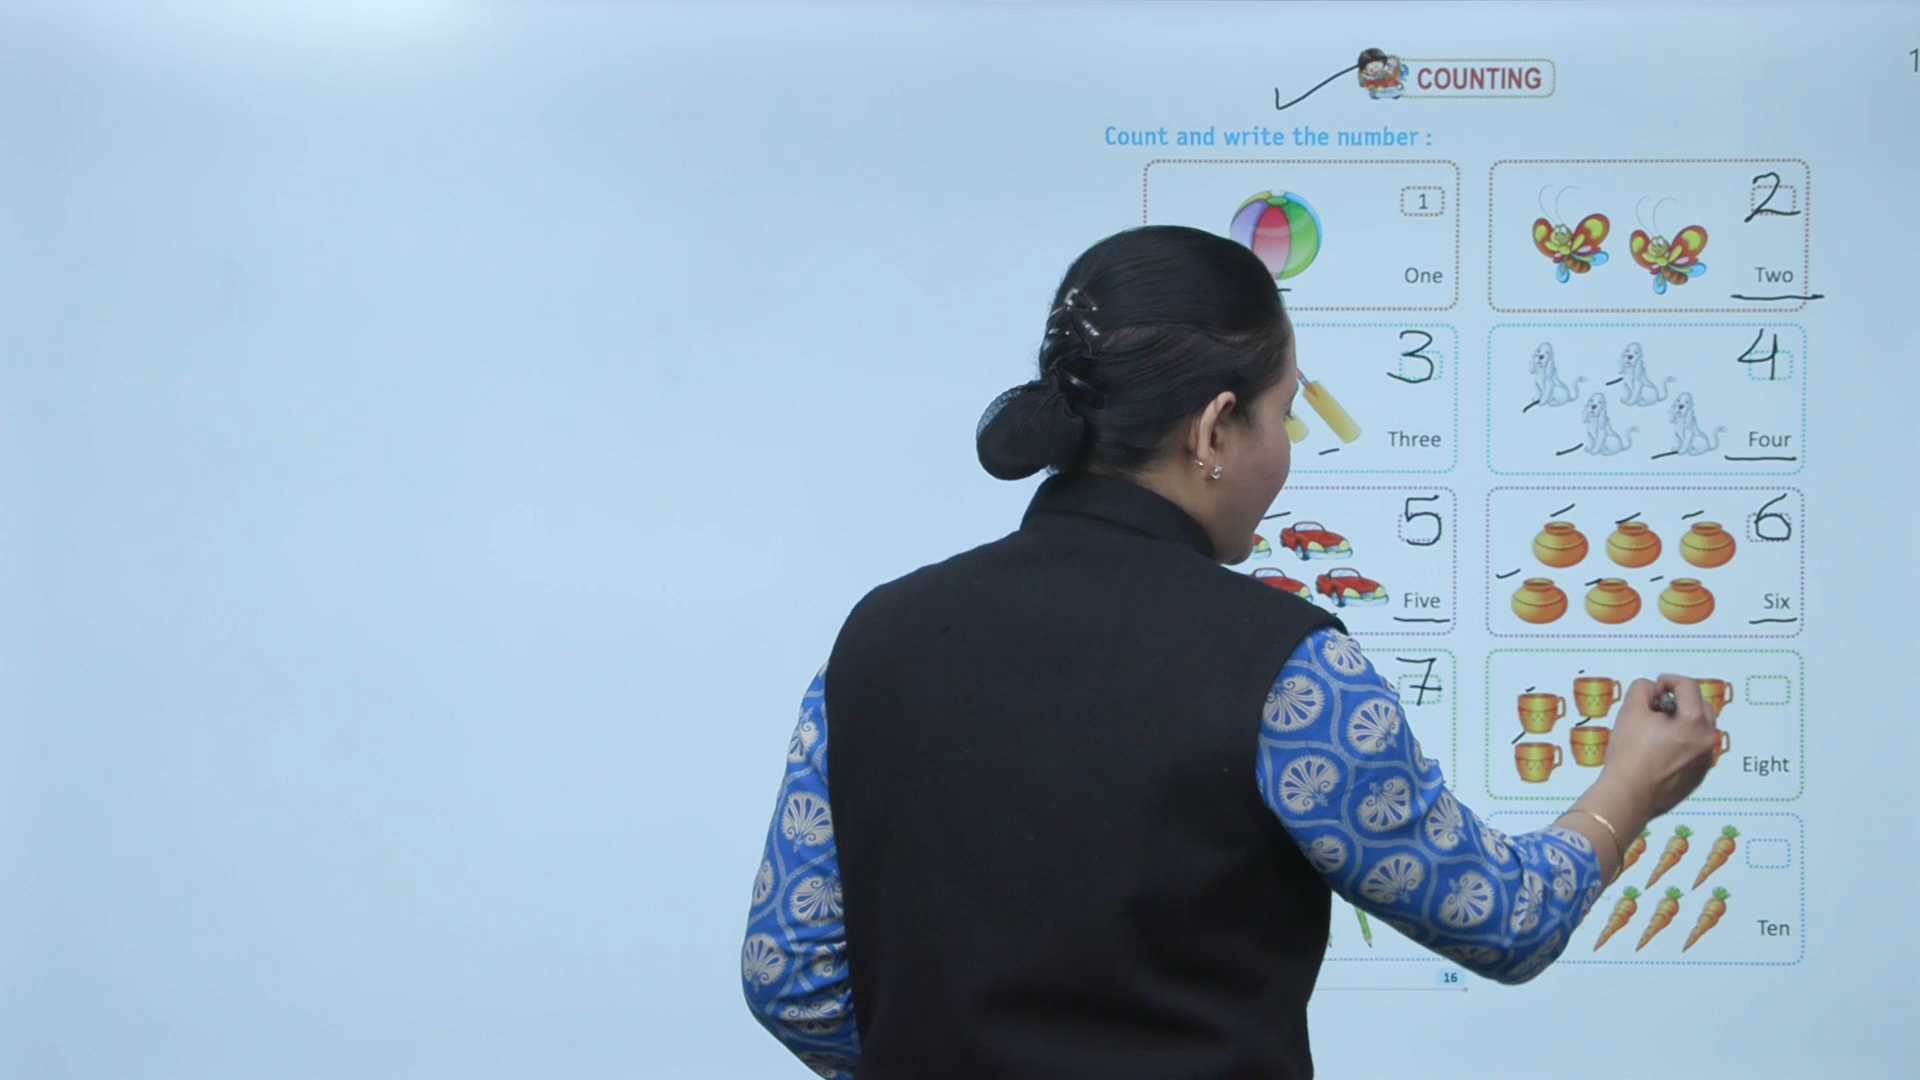 1
COUNTING
Count and write the number :
1
One
2
Two
3
Three
4
Four
5
Five
6
Six
7
Eight
Ten
16